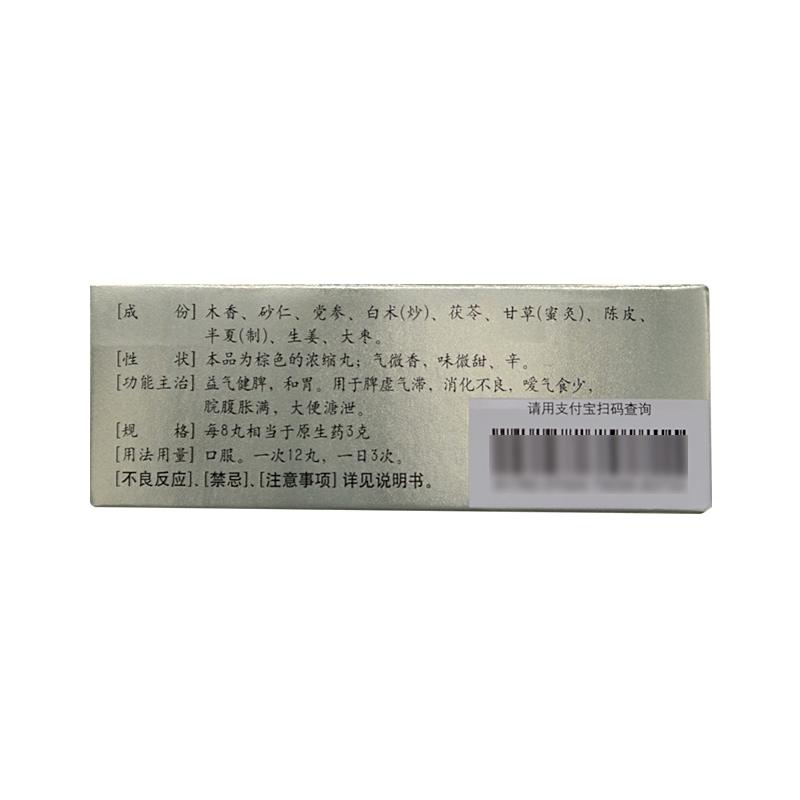 [成 份] 木香、砂仁、党参、白术(炒)、茯苓、甘草(蜜灸)、陈皮、
半夏(制)、生姜、大枣。
[性 状] 本品为棕色的浓缩丸；气微香，味微甜、辛。
[功能主治] 益气健脾，和胃。用于脾虚气滞，消化不良，嗳气食少，
脘腹胀满，大便溏泄。
请用支付宝扫码查询
[规 格] 每8丸相当于原生药3克
[用法用量] 口服。一次12丸，一日3次。
[不良反应]、[禁忌]、[注意事项] 详见说明书。